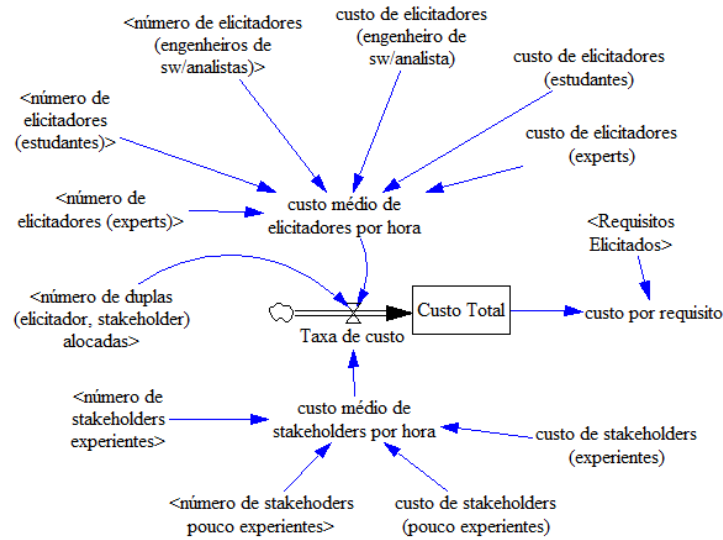 <número de elicitadores
(engenheiros de
sw/analistas)>
custo de elicitadores
(engenheiro de
sw/analista)
custo de elicitadores
(estudantes)
<número de
elicitadores
(estudantes)>
custo de elicitadores
(experts)
<número de
elicitadores (experts)>
custo médio de
elicitadores por hora
<Requisitos
Elicitados>
<número de duplas
(elicitador, stakeholder)
alocadas>
Taxa de custo
Custo Total
custo por requisito
<número de
stakeholders
experientes>
custo médio de
stakeholders por hora
custo de stakeholders
(experientes)
<número de stakehoders
pouco experientes>
custo de stakeholders
(pouco experientes)